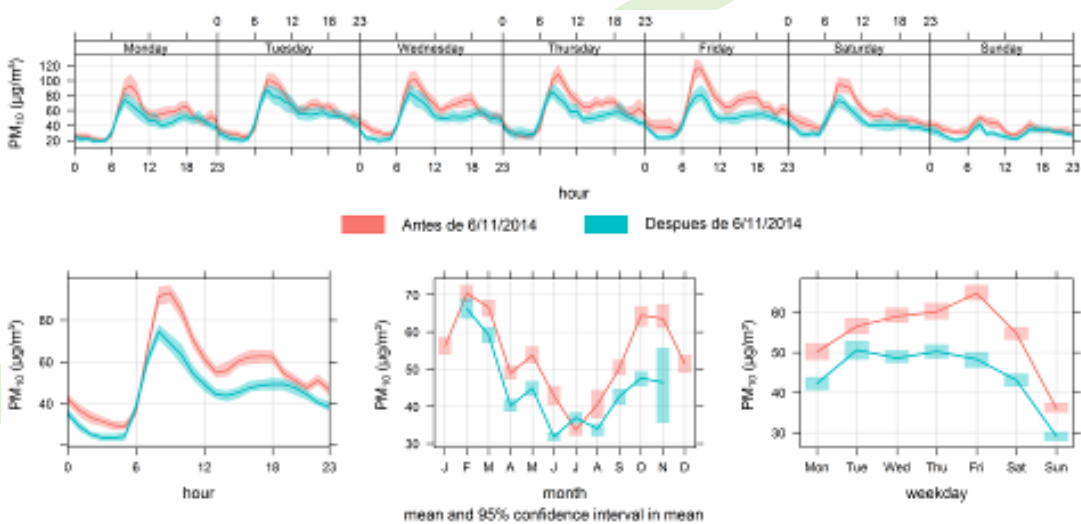 0 6 12 18 23 0 6 12 18 23 0 6 12 18 23
Monday Tuesday Wednesday Thursday Friday Saturday Sunday
PM10 (µg/m³)
120
100
80
60
40
20
0 6 12 18 23 0 6 12 18 23 0 6 12 18 23 0 6 12 18 23
hour
Antes de 6/11/2014 Despues de 6/11/2014
PM10 (µg/m³)
80
60
40
0 6 12 18 23
hour
PM10 (µg/m³)
70
60
50
40
30
J F M A M J J A S O N D
month
PM10 (µg/m³)
60
50
40
30
Mon Tue Wed Thu Fri Sat Sun
weekday
mean and 95% confidence interval in mean